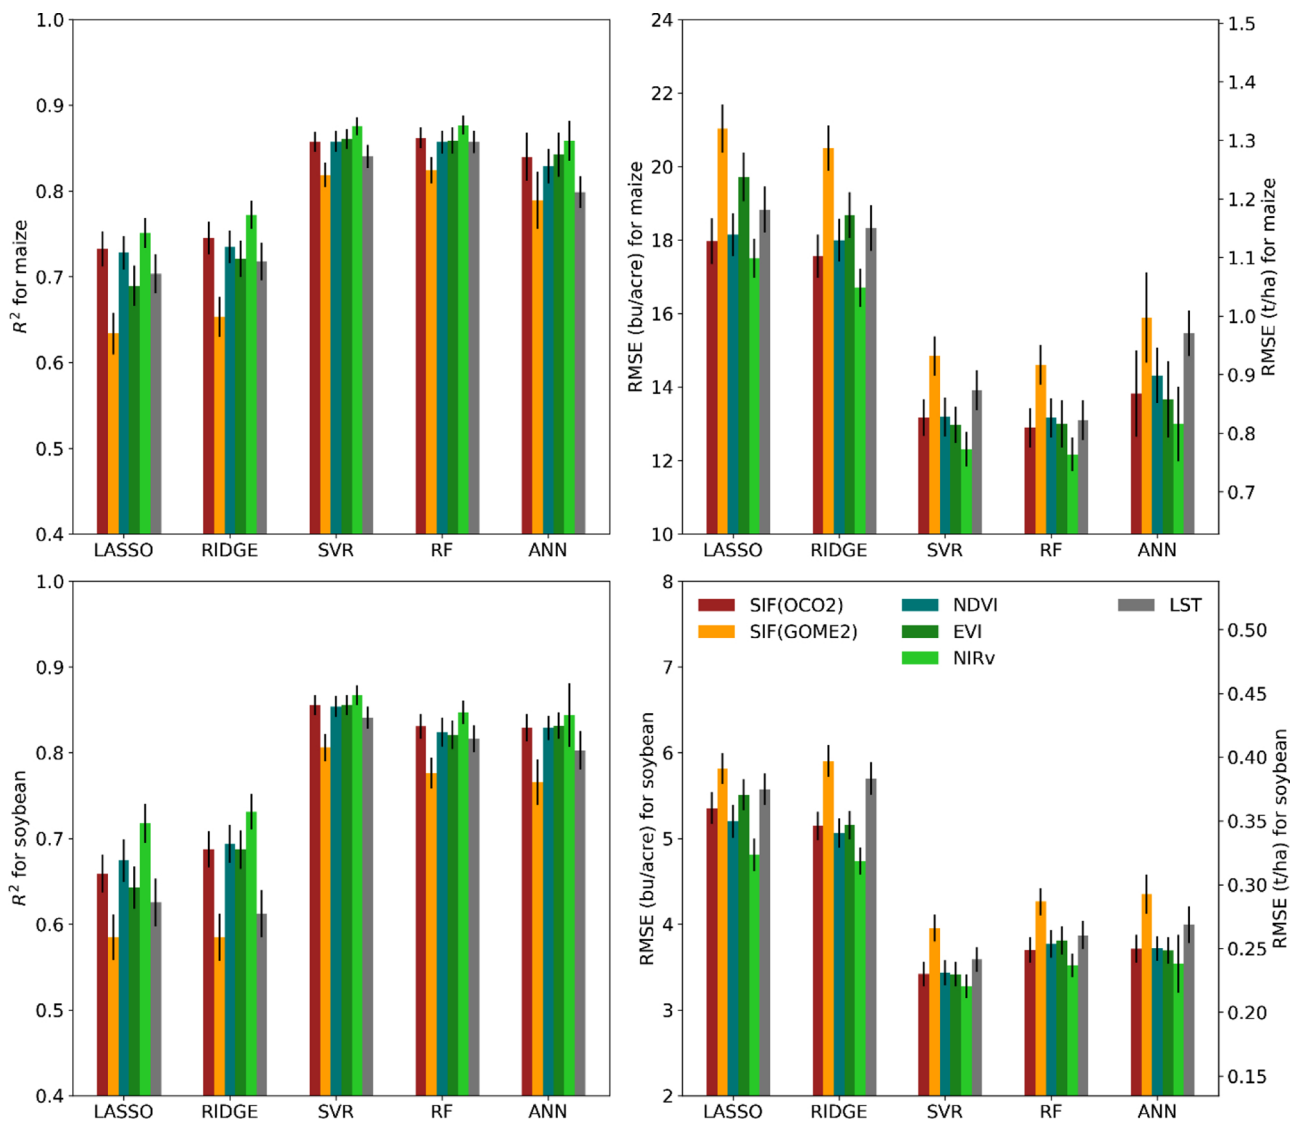 1.0
0.9
0.8
0.7
0.6
0.5
0.4
R² for maize
LASSO RIDGE SVR RF ANN
24
22
20
18
16
14
12
10
RMSE (bu/acre) for maize
1.5
1.4
1.3
1.2
1.1
1.0
0.9
0.8
0.7
RMSE (t/ha) for maize
LASSO RIDGE SVR RF ANN
1.0
0.9
0.8
0.7
0.6
0.5
0.4
R² for soybean
LASSO RIDGE SVR RF ANN
8
7
6
5
4
3
2
RMSE (bu/acre) for soybean
SIF(OCO2)
SIF(GOME2)
NDVI
EVI
NIRv
LST
0.50
0.45
0.40
0.35
0.30
0.25
0.20
0.15
RMSE (t/ha) for soybean
LASSO RIDGE SVR RF ANN